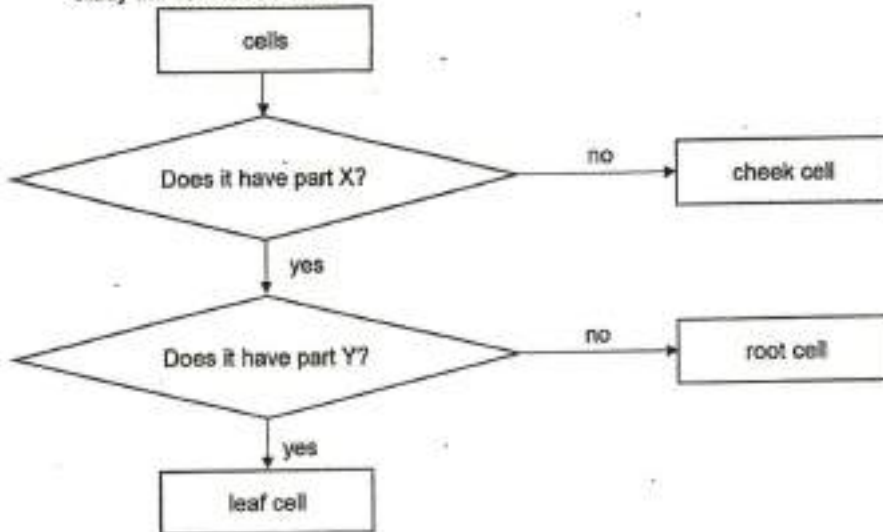 cells
Does it have part X?
no
cheek cell
yes
Does it have part Y?
no
root cell
yes
leaf cell